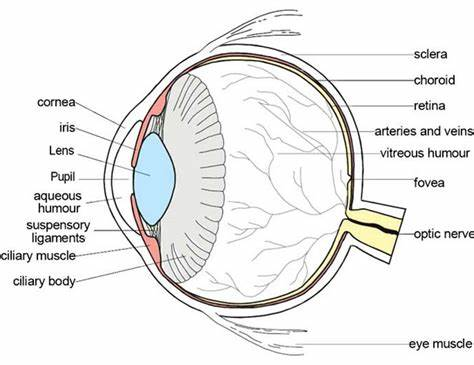 cornea
iris
Lens
Pupil
aqueous
humour
suspensory
ligaments
ciliary muscle
ciliary body
sclera
choroid
retina
arteries and veins
vitreous humour
fovea
optic nerve
eye muscle